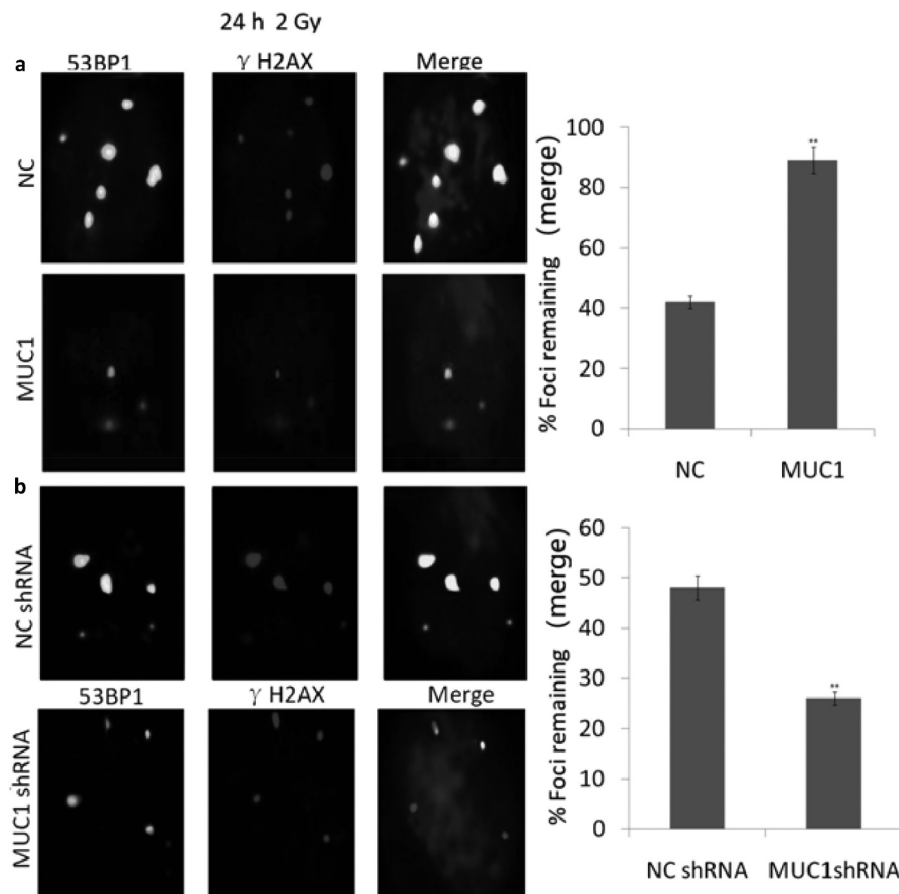 24 h 2 Gy
a
53BP1 γ H2AX Merge
NC
MUC1
% Foci remaining (merge)
100
80
60
40
20
0
**
NC MUC1
b
NC shRNA
53BP1 γ H2AX Merge
MUC1 shRNA
% Foci remaining (merge)
60
50
40
30
20
10
0
**
NC shRNA MUC1shRNA